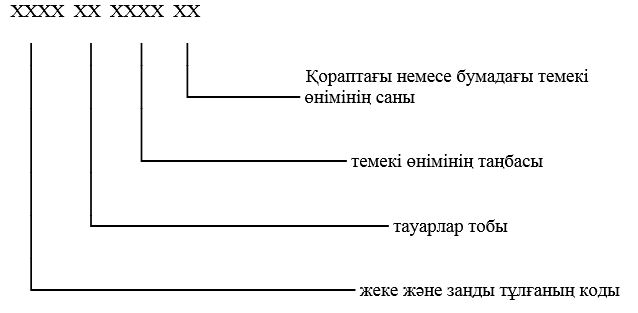 XXXX XX XXXX XX
Қораптағы немесе бумадағы темекі
өнімінің саны
темекі өнімінің таңбасы
тауарлар тобы
жеке және заңды тұлғаның коды